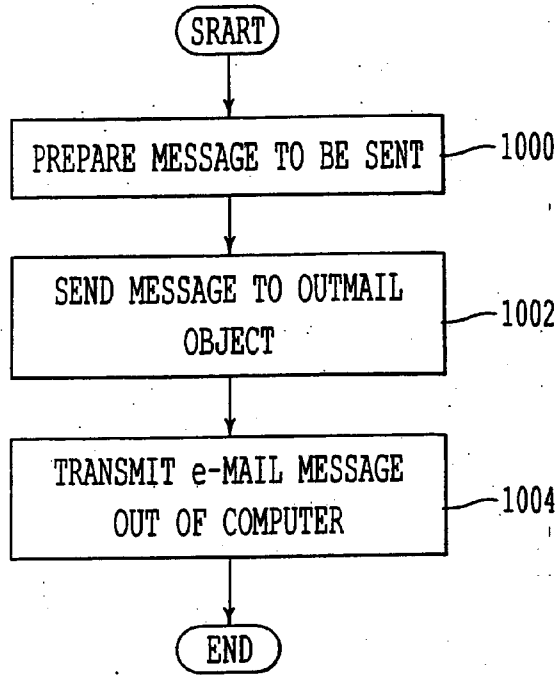 SRART
PREPARE MESSAGE TO BE SENT
1000
SEND MESSAGE TO OUTMAIL
OBJECT
1002
TRANSMIT e-MAIL MESSAGE
OUT OF COMPUTER
1004
END